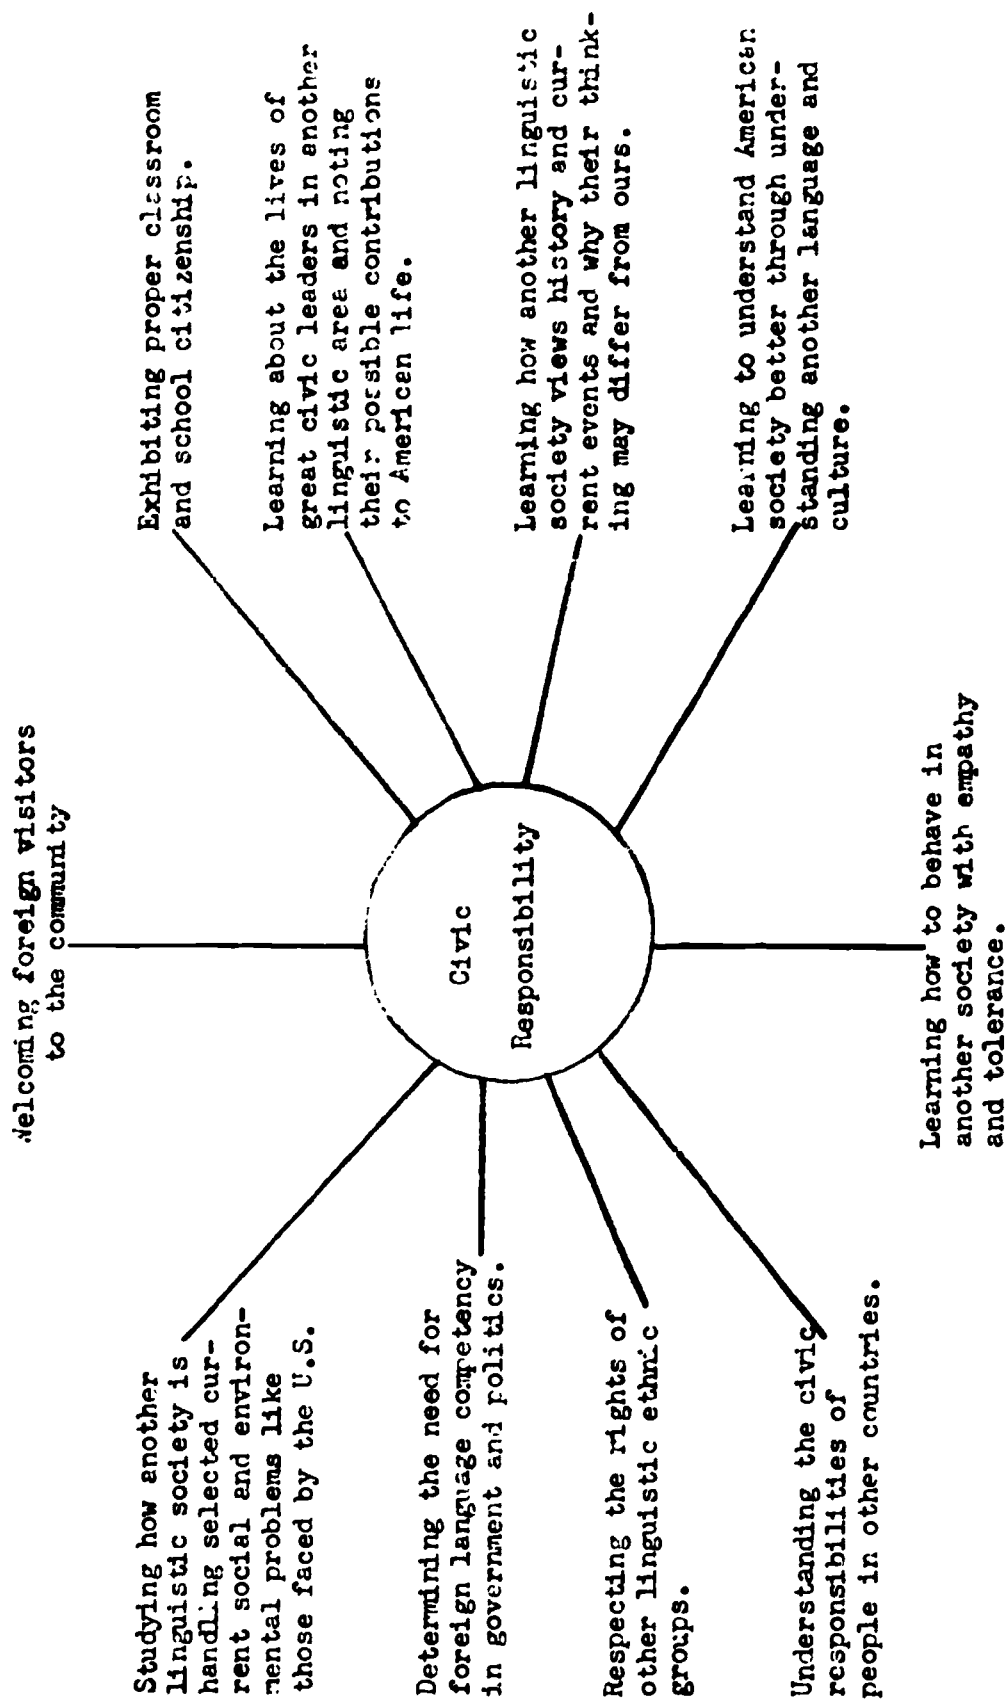 Welcoming foreign visitors
to the community
Exhibiting proper classroom
and school citizenship.
Learning about the lives of
great civic leaders in another
linguistic area and noting
their possible contributions
to American life.
Learning how another linguistic
society views history and cur-
rent events and why their think-
ing may differ from ours.
Learning to understand American
society better through under-
standing another language and
culture.
Learning how to behave in
another society with empathy
and tolerance.
Understanding the civic
responsibilities of
people in other countries.
Respecting the rights of
other linguistic ethnic
groups.
Determining the need for
foreign language competency
in government and politics.
Studying how another
linguistic society is
handling selected cur-
rent social and environ-
mental problems like
those faced by the U.S.
Civic
Responsibility